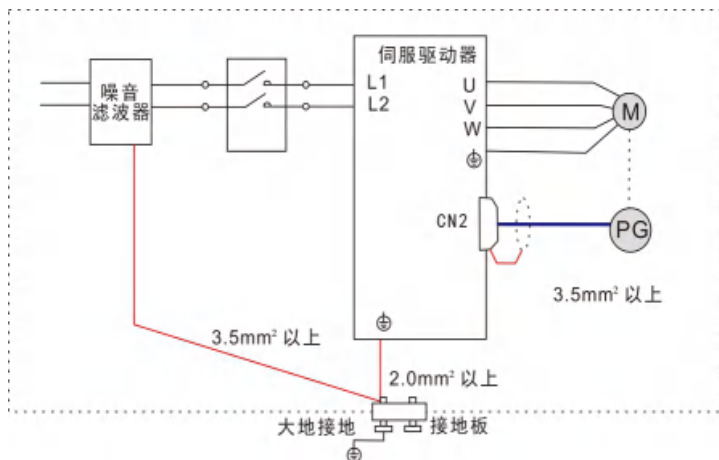 伺服驱动器
噪音
滤波器
L1
L2
U
V
W
M
CN2
PG
3.5mm² 以上
3.5mm² 以上
2.0mm² 以上
大地接地
接地板